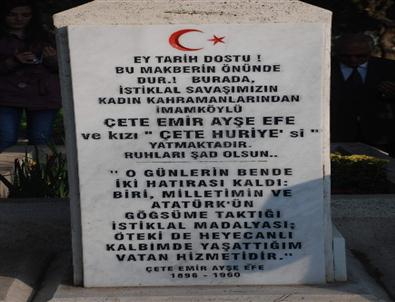 EY TARİH DOSTU !
BU MAKBERİN ÖNÜNDE
DUR.! BURADA,
İSTİKLAL SAVAŞIMIZIN
KADIN KAHRAMANLARINDAN
İMAMKÖYLÜ
ÇETE EMİR AYŞE EFE
ve kızı " ÇETE HURİYE' si "
YATMAKTADIR.
RUHLARI ŞAD OLSUN..
" O GÜNLERİN BENDE
İKİ HATIRASI KALDI:
BİRİ, MİLLETİMİN VE
ATATÜRK'ÜN
GÖĞSÜME TAKTIĞI
İSTİKLAL MADALYASI;
ÖTEKİ DE HEYECANLI
KALBİMDE YAŞATTIĞIM
VATAN HİZMETİDİR."
ÇETE EMİR AYŞE EFE
1896 - 1960